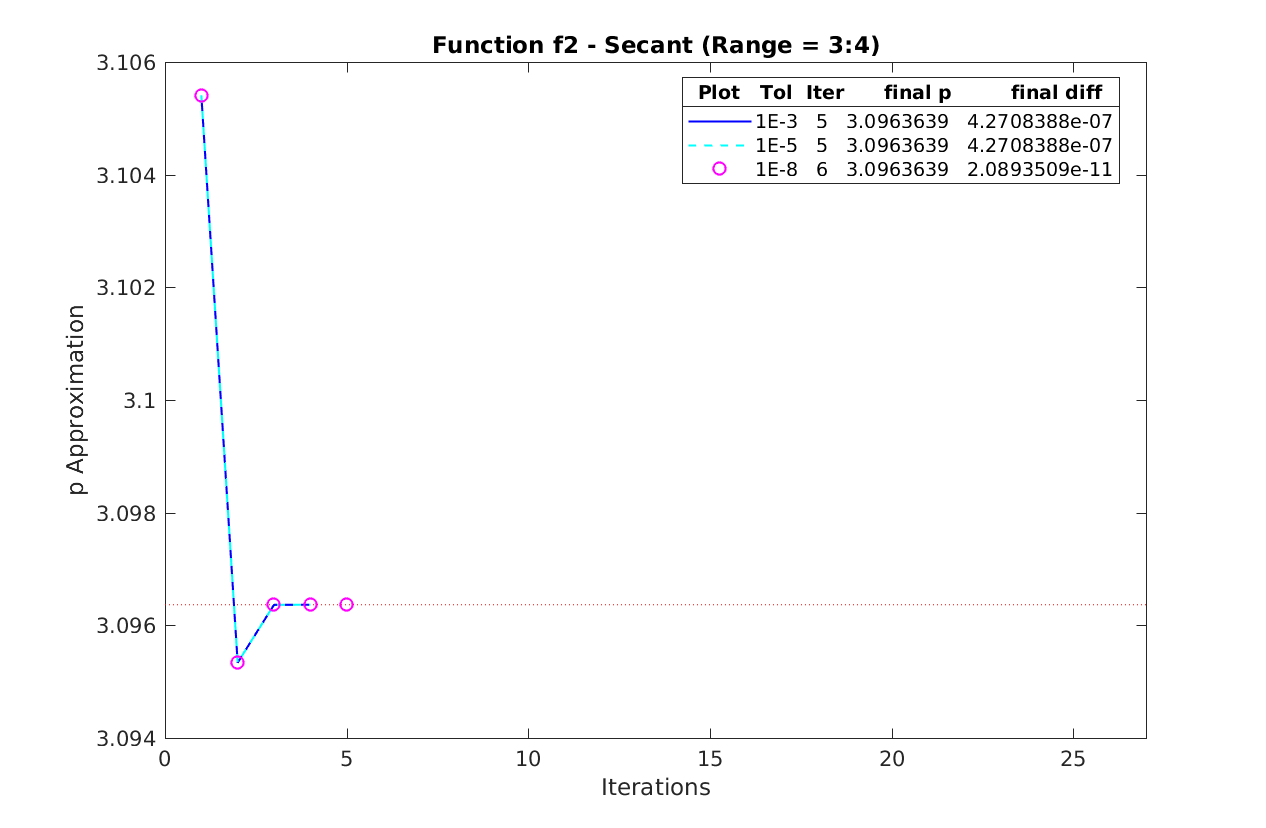 Function f2 - Secant (Range = 3:4)
3.106
Plot Tol Iter final p final diff
1E-3 5 3.0963639 4.2708388e-07
1E-5 5 3.0963639 4.2708388e-07
1E-8 6 3.0963639 2.0893509e-11
3.104
3.102
3.1
3.098
3.096
3.094
p Approximation
0 5 10 15 20 25
Iterations